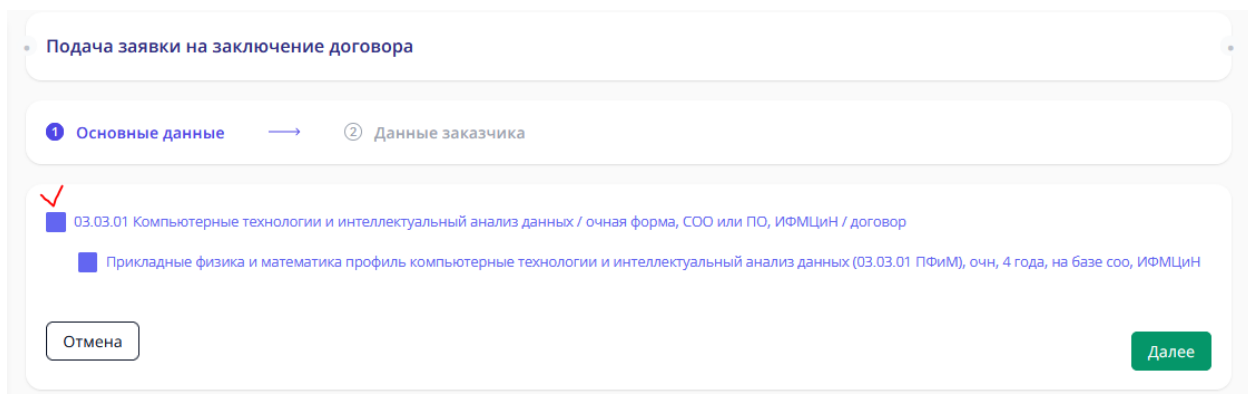 Подача заявки на заключение договора
1 Основные данные → 2 Данные заказчика
03.03.01 Компьютерные технологии и интеллектуальный анализ данных / очная форма, СОО или ПО, ИФМЦиН / договор
Прикладные физика и математика профиль компьютерные технологии и интеллектуальный анализ данных (03.03.01 ПФиМ), очн, 4 года, на базе соо, ИФМЦиН
Отмена
Далее